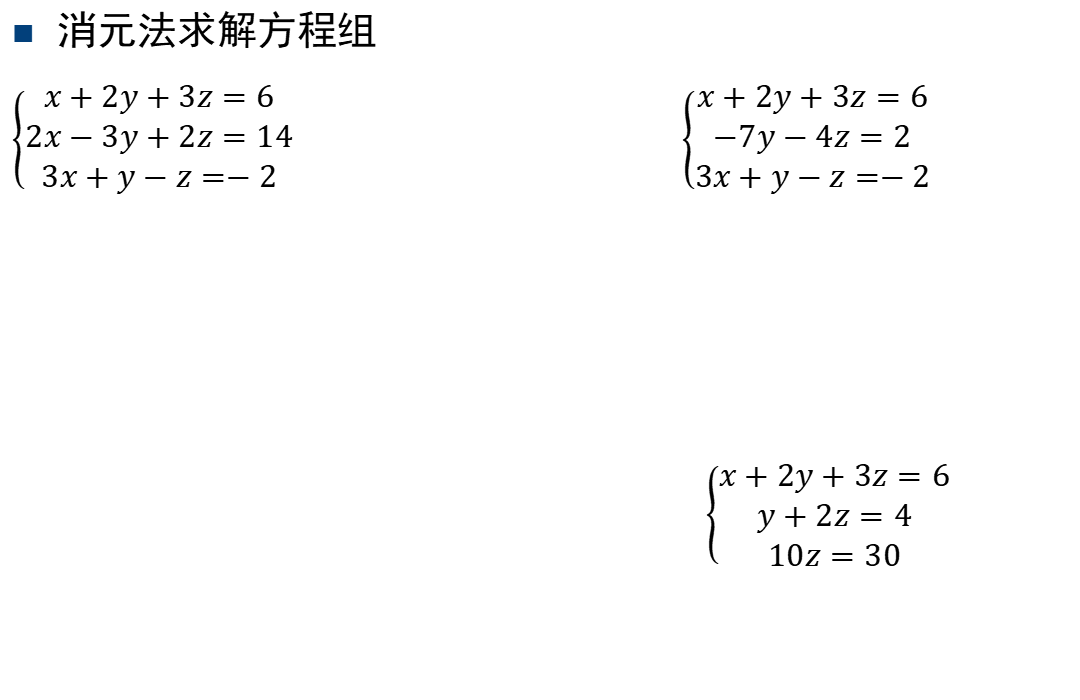 消元法求解方程组
x + 2y + 3z = 6
2x − 3y + 2z = 14
3x + y − z =− 2
x + 2y + 3z = 6
−7y − 4z = 2
3x + y − z =− 2
x + 2y + 3z = 6
y + 2z = 4
10z = 30